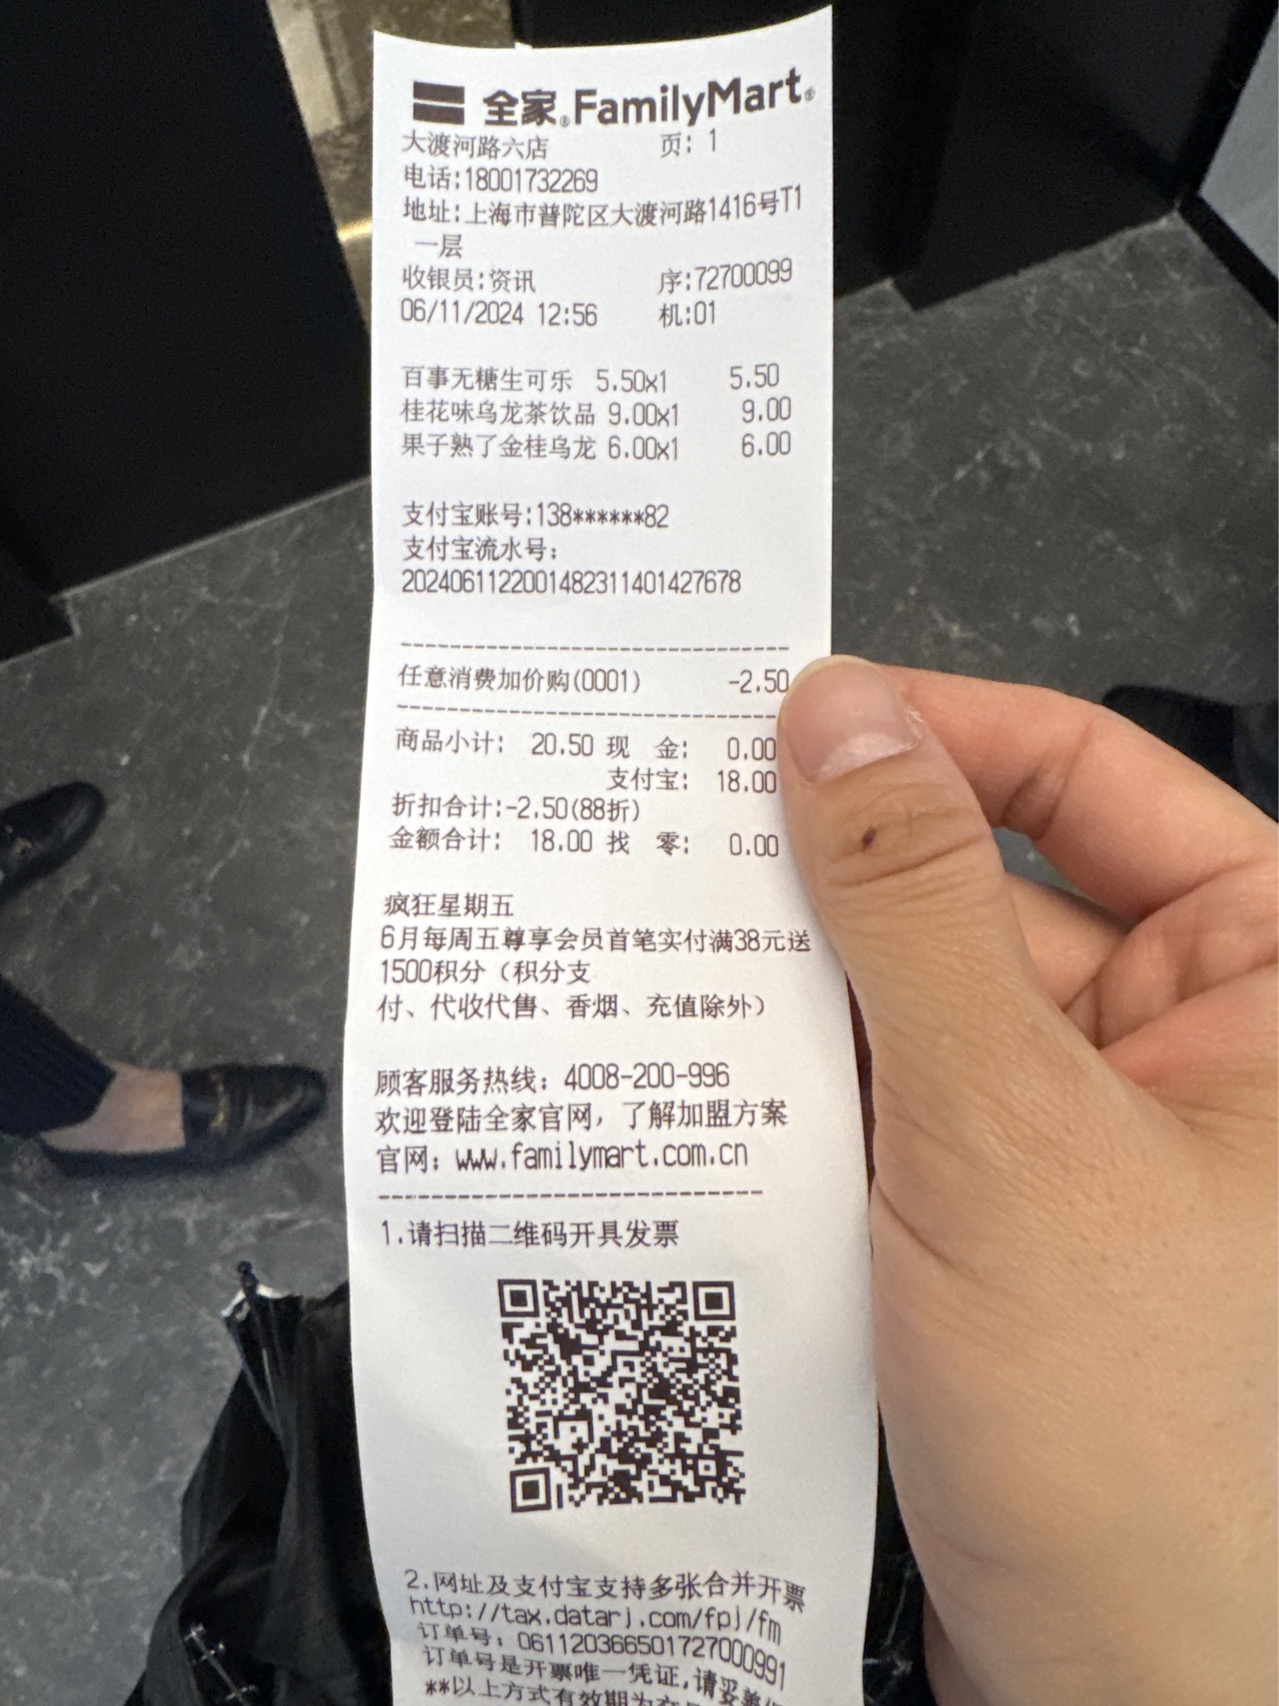 全家®FamilyMart®
大渡河路六店 页: 1
电话:18001732269
地址:上海市普陀区大渡河路1416号T1
一层
收银员:资讯 序:72700099
06/11/2024 12:56 机:01
百事无糖生可乐 5.50x1 5.50
桂花味乌龙茶饮品 9.00x1 9.00
果子熟了金桂乌龙 6.00x1 6.00
支付宝账号:138******82
支付宝流水号:
2024061122001482311401427678
--------------------------------
任意消费加价购(0001) -2.50
--------------------------------
商品小计: 20.50 现 金: 0.00
支付宝: 18.00
折扣合计:-2.50(88折)
金额合计: 18.00 找 零: 0.00
疯狂星期五
6月每周五尊享会员首笔实付满38元送
1500积分（积分支
付、代收代售、香烟、充值除外）
顾客服务热线: 4008-200-996
欢迎登陆全家官网，了解加盟方案
官网: www.familymart.com.cn
--------------------------------
1.请扫描二维码开具发票
2.网址及支付宝支持多张合并开票
http://tax.datarj.com/fpj/fm
订单号: 061120366501727000991
订单号是开票唯一凭证,请妥善
**以上方式有效期为